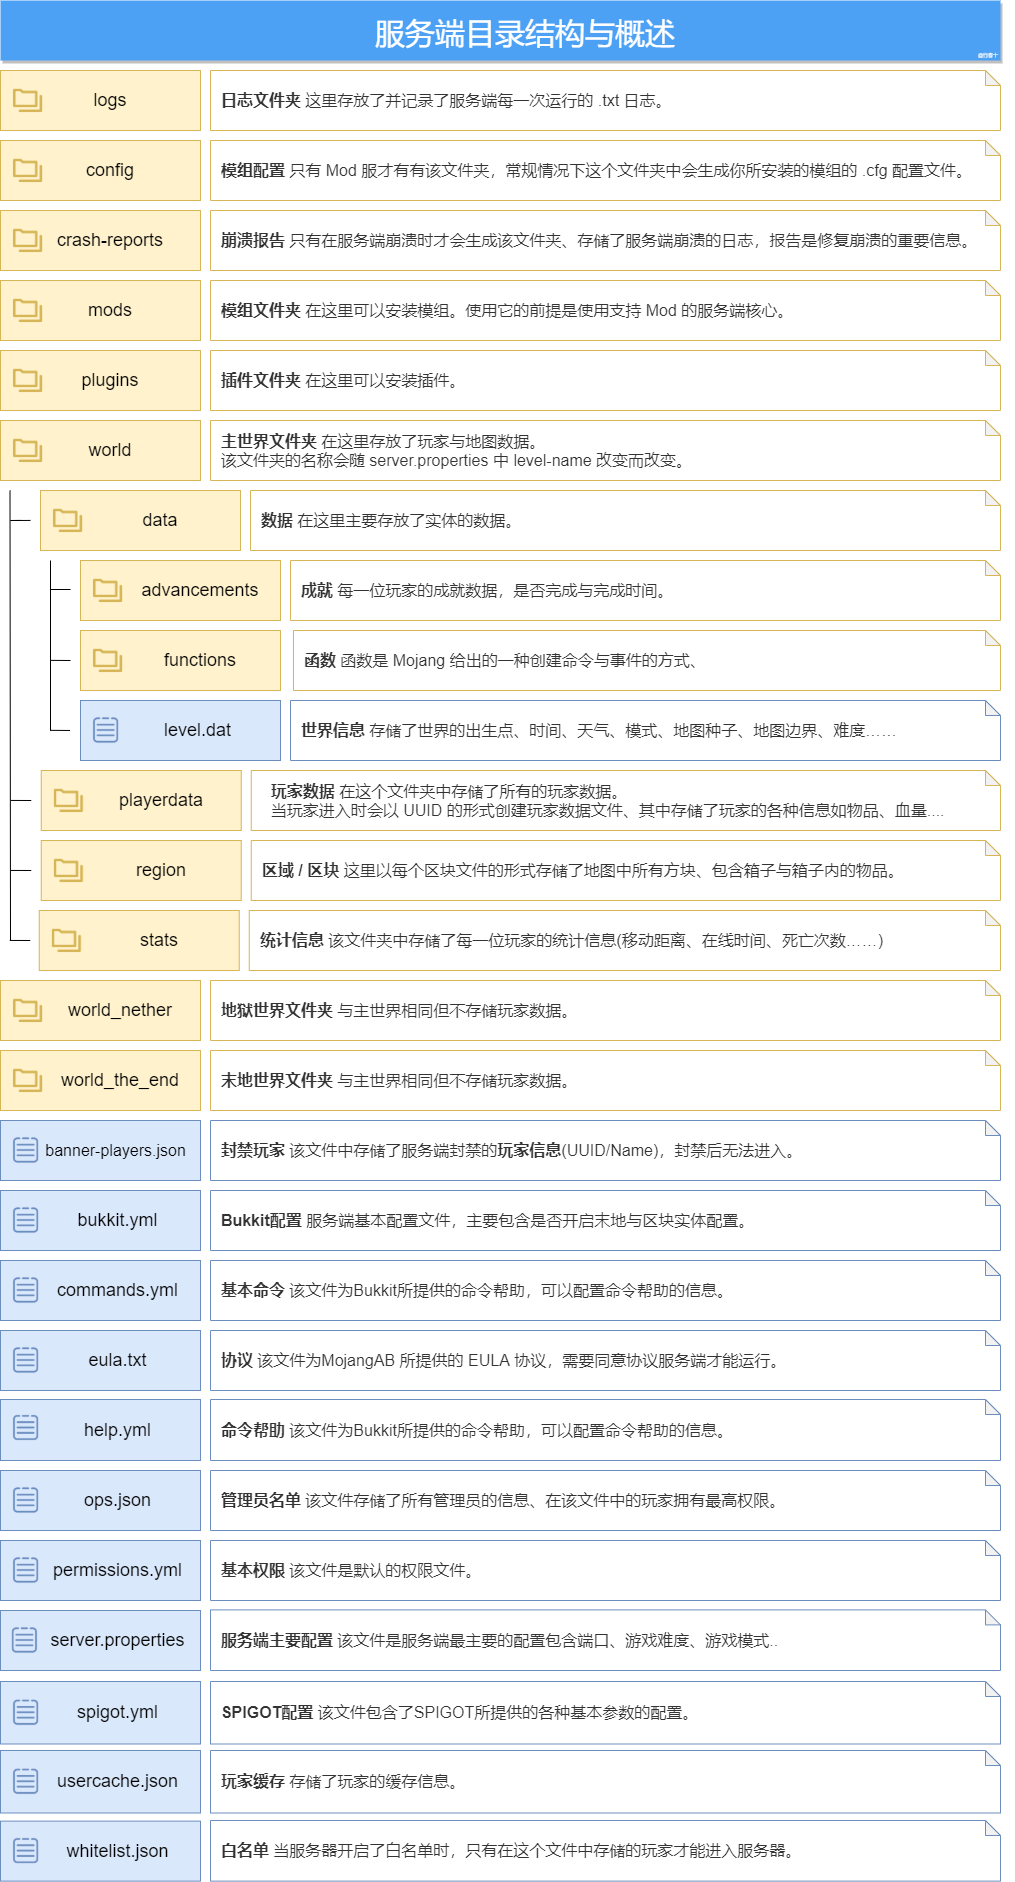 服务端目录结构与概述
logs
日志文件夹 这里存放了并记录了服务端每一次运行的 .txt 日志。
config
模组配置 只有 Mod 服才有有该文件夹，常规情况下这个文件夹中会生成你所安装的模组的 .cfg 配置文件。
crash-reports
崩溃报告 只有在服务端崩溃时才会生成该文件夹、存储了服务端崩溃的日志，报告是修复崩溃的重要信息。
mods
模组文件夹 在这里可以安装模组。使用它的前提是使用支持 Mod 的服务端核心。
plugins
插件文件夹 在这里可以安装插件。
world
主世界文件夹 在这里存放了玩家与地图数据。
该文件夹的名称会随 server.properties 中 level-name 改变而改变。
data
数据 在这里主要存放了实体的数据。
advancements
成就 每一位玩家的成就数据，是否完成与完成时间。
functions
函数 函数是 Mojang 给出的一种创建命令与事件的方式、
level.dat
世界信息 存储了世界的出生点、时间、天气、模式、地图种子、地图边界、难度……
playerdata
玩家数据 在这个文件夹中存储了所有的玩家数据。
当玩家进入时会以 UUID 的形式创建玩家数据文件、其中存储了玩家的各种信息如物品、血量....
region
区域 / 区块 这里以每个区块文件的形式存储了地图中所有方块、包含箱子与箱子内的物品。
stats
统计信息 该文件夹中存储了每一位玩家的统计信息(移动距离、在线时间、死亡次数……)
world_nether
地狱世界文件夹 与主世界相同但不存储玩家数据。
world_the_end
末地世界文件夹 与主世界相同但不存储玩家数据。
banner-players.json
封禁玩家 该文件中存储了服务端封禁的玩家信息(UUID/Name)，封禁后无法进入。
bukkit.yml
Bukkit配置 服务端基本配置文件，主要包含是否开启末地与区块实体配置。
commands.yml
基本命令 该文件为Bukkit所提供的命令帮助，可以配置命令帮助的信息。
eula.txt
协议 该文件为MojangAB 所提供的 EULA 协议，需要同意协议服务端才能运行。
help.yml
命令帮助 该文件为Bukkit所提供的命令帮助，可以配置命令帮助的信息。
ops.json
管理员名单 该文件存储了所有管理员的信息、在该文件中的玩家拥有最高权限。
permissions.yml
基本权限 该文件是默认的权限文件。
server.properties
服务端主要配置 该文件是服务端最主要的配置包含端口、游戏难度、游戏模式..
spigot.yml
SPIGOT配置 该文件包含了SPIGOT所提供的各种基本参数的配置。
usercache.json
玩家缓存 存储了玩家的缓存信息。
whitelist.json
白名单 当服务器开启了白名单时，只有在这个文件中存储的玩家才能进入服务器。